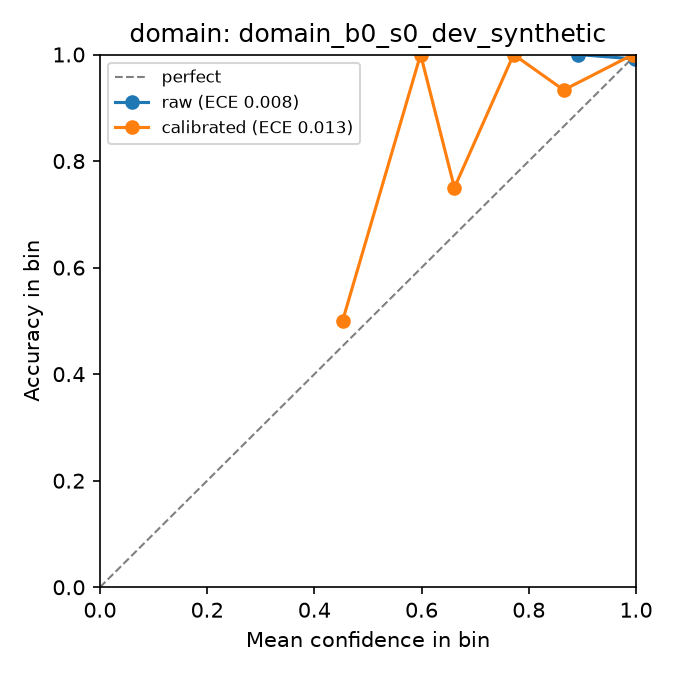 domain: domain_b0_s0_dev_synthetic
perfect
raw (ECE 0.008)
calibrated (ECE 0.013)
1.0
0.8
0.6
0.4
0.2
0.0
Accuracy in bin
0.0 0.2 0.4 0.6 0.8 1.0
Mean confidence in bin